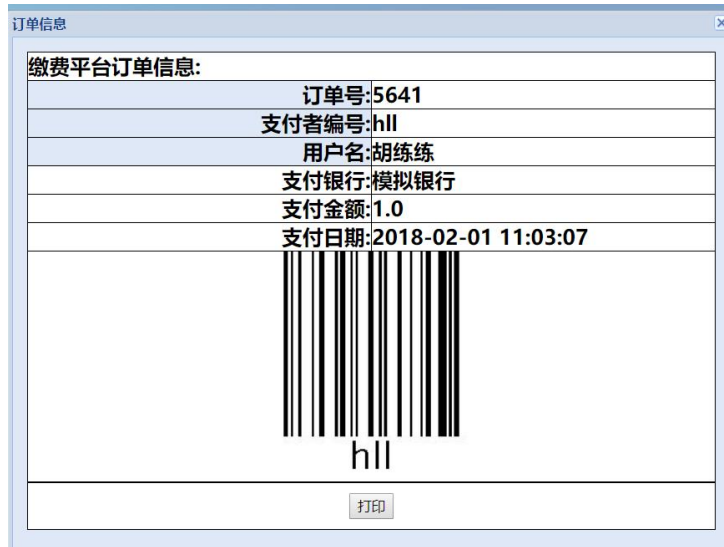 订单信息
缴费平台订单信息:
订单号:5641
支付者编号:hll
用户名:胡练练
支付银行:模拟银行
支付金额:1.0
支付日期:2018-02-01 11:03:07
hll
打印